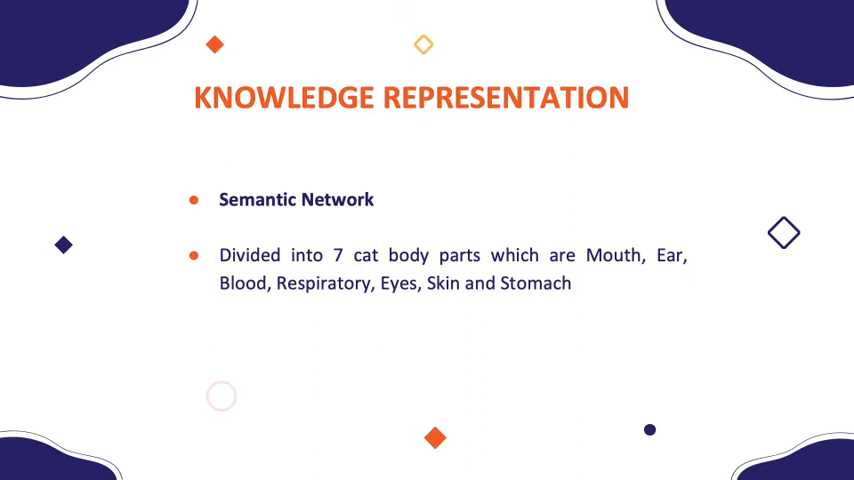 KNOWLEDGE REPRESENTATION
Semantic Network
Divided into 7 cat body parts which are Mouth, Ear,
Blood, Respiratory, Eyes, Skin and Stomach